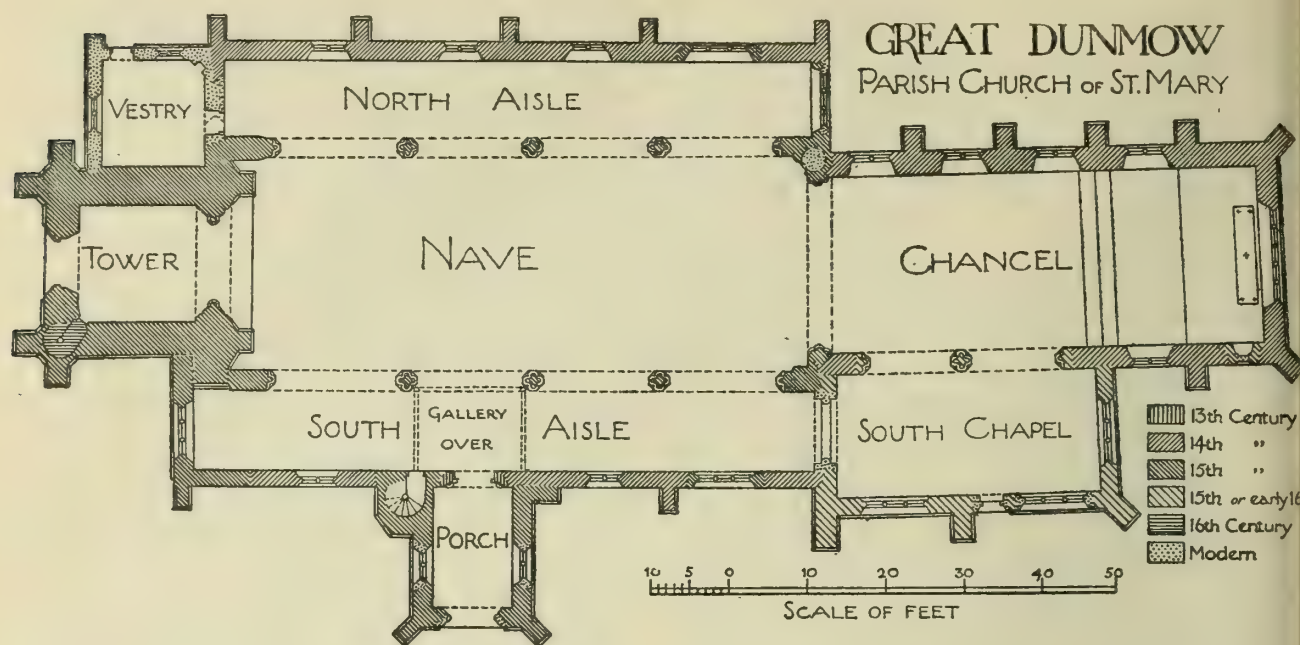 GREAT DUNMOW
PARISH CHURCH OF ST. MARY
VESTRY
NORTH AISLE
TOWER
NAVE
CHANCEL
SOUTH
GALLERY
OVER
AISLE
SOUTH CHAPEL
PORCH
13th Century
14th "
15th "
15th or early 16
16th Century
Modern
10 5 0 10 20 30 40 50
SCALE OF FEET